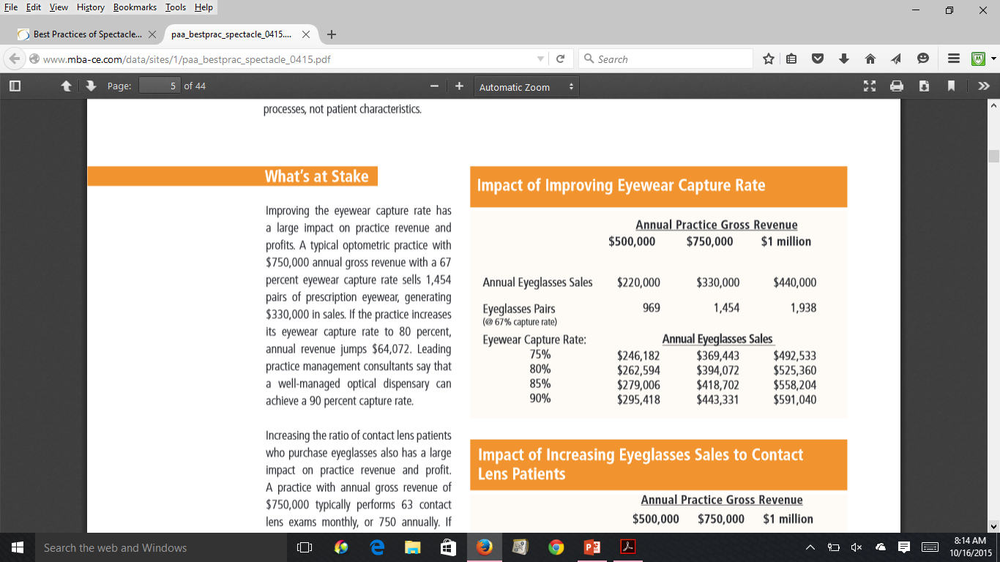 File Edit View History Bookmarks Tools Help
Best Practices of Spectacle...
paa_bestprac_spectacle_0415....
www.mba-ce.com/data/sites/1/paa_bestprac_spectacle_0415.pdf
Search
Page: 5 of 44
Automatic Zoom
processes, not patient characteristics.
What's at Stake
Improving the eyewear capture rate has
a large impact on practice revenue and
profits. A typical optometric practice with
$750,000 annual gross revenue with a 67
percent eyewear capture rate sells 1,454
pairs of prescription eyewear, generating
$330,000 in sales. If the practice increases
its eyewear capture rate to 80 percent,
annual revenue jumps $64,072. Leading
practice management consultants say that
a well-managed optical dispensary can
achieve a 90 percent capture rate.
Increasing the ratio of contact lens patients
who purchase eyeglasses also has a large
impact on practice revenue and profit.
A practice with annual gross revenue of
$750,000 typically performs 63 contact
lens exams monthly, or 750 annually. If
Impact of Improving Eyewear Capture Rate
Annual Practice Gross Revenue
$500,000 $750,000 $1 million
Annual Eyeglasses Sales $220,000 $330,000 $440,000
Eyeglasses Pairs 969 1,454 1,938
(@ 67% capture rate)
Eyewear Capture Rate: Annual Eyeglasses Sales
75% $246,182 $369,443 $492,533
80% $262,594 $394,072 $525,360
85% $279,006 $418,702 $558,204
90% $295,418 $443,331 $591,040
Impact of Increasing Eyeglasses Sales to Contact
Lens Patients
Annual Practice Gross Revenue
$500,000 $750,000 $1 million
Search the web and Windows
8:14 AM
10/16/2015